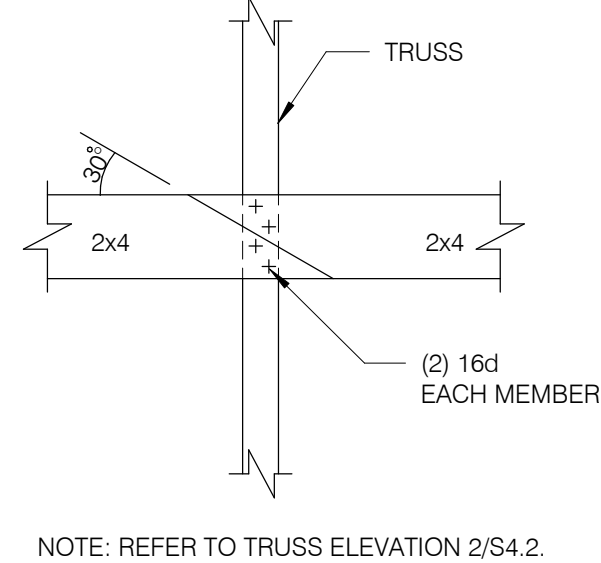 TRUSS
30°
2x4
2x4
(2) 16d
EACH MEMBER
NOTE: REFER TO TRUSS ELEVATION 2/S4.2.